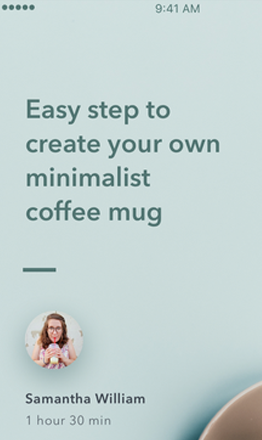 9:41 AM
Easy step to
create your own
minimalist
coffee mug
Samantha William
1 hour 30 min